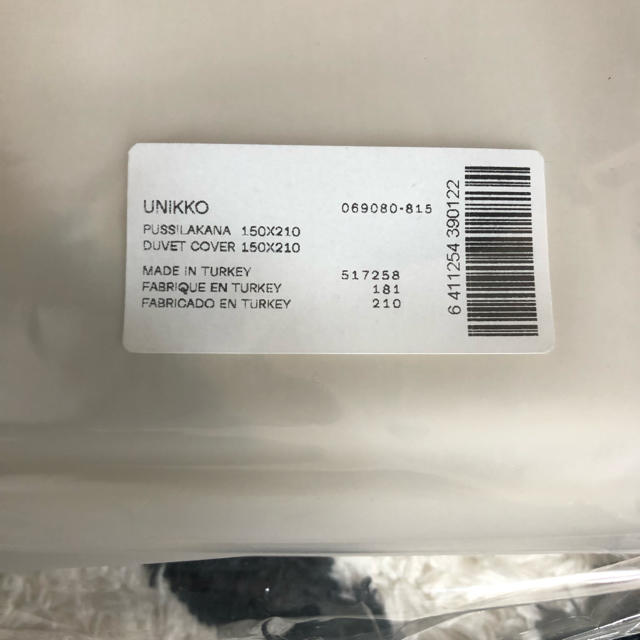 UNIKKO 069080-815
PUSSILAKANA 150X210
DUVET COVER 150X210
MADE IN TURKEY 517258
FABRIQUE EN TURKEY 181
FABRICADO EN TURKEY 210
6 411254 390122